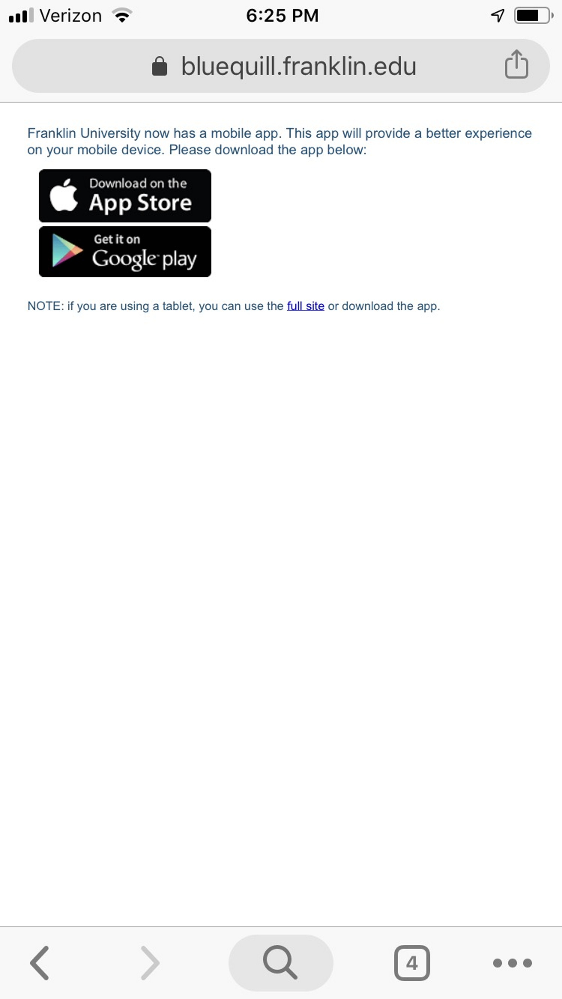 Verizon 6:25 PM
bluequill.franklin.edu
Franklin University now has a mobile app. This app will provide a better experience
on your mobile device. Please download the app below:
Download on the
App Store
Get it on
Google play
NOTE: if you are using a tablet, you can use the full site or download the app.
4